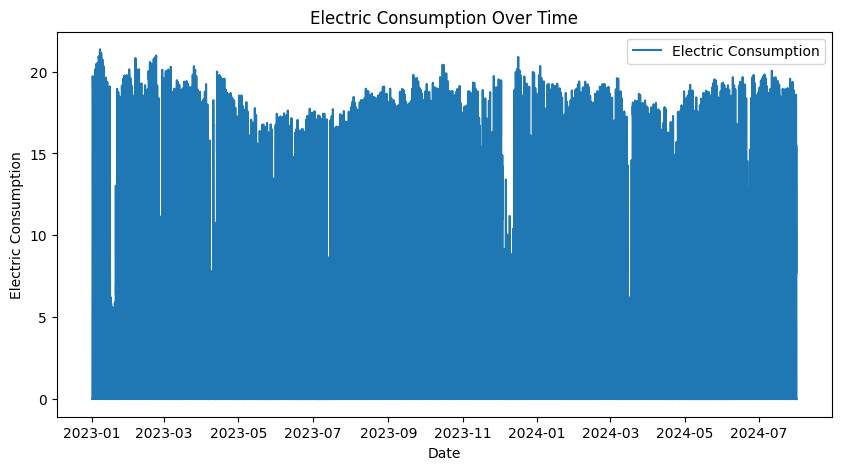 Electric Consumption Over Time
Electric Consumption
Electric Consumption
20
15
10
5
0
2023-01 2023-03 2023-05 2023-07 2023-09 2023-11 2024-01 2024-03 2024-05 2024-07
Date